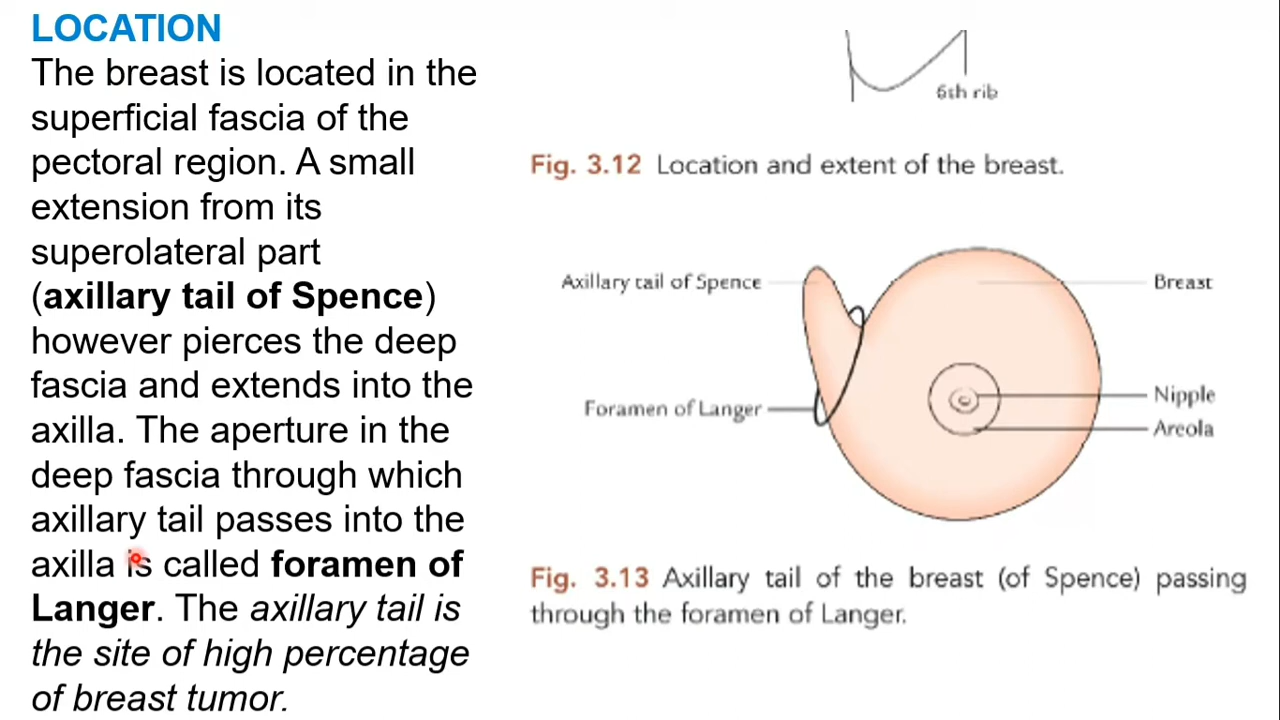 LOCATION
The breast is located in the
superficial fascia of the
pectoral region. A small
extension from its
superolateral part
(axillary tail of Spence)
however pierces the deep
fascia and extends into the
axilla. The aperture in the
deep fascia through which
axillary tail passes into the
axilla is called foramen of
Langer. The axillary tail is
the site of high percentage
of breast tumor.
6th rib
Fig. 3.12 Location and extent of the breast.
Axillary tail of Spence
Breast
Foramen of Langer
Nipple
Areola
Fig. 3.13 Axillary tail of the breast (of Spence) passing
through the foramen of Langer.